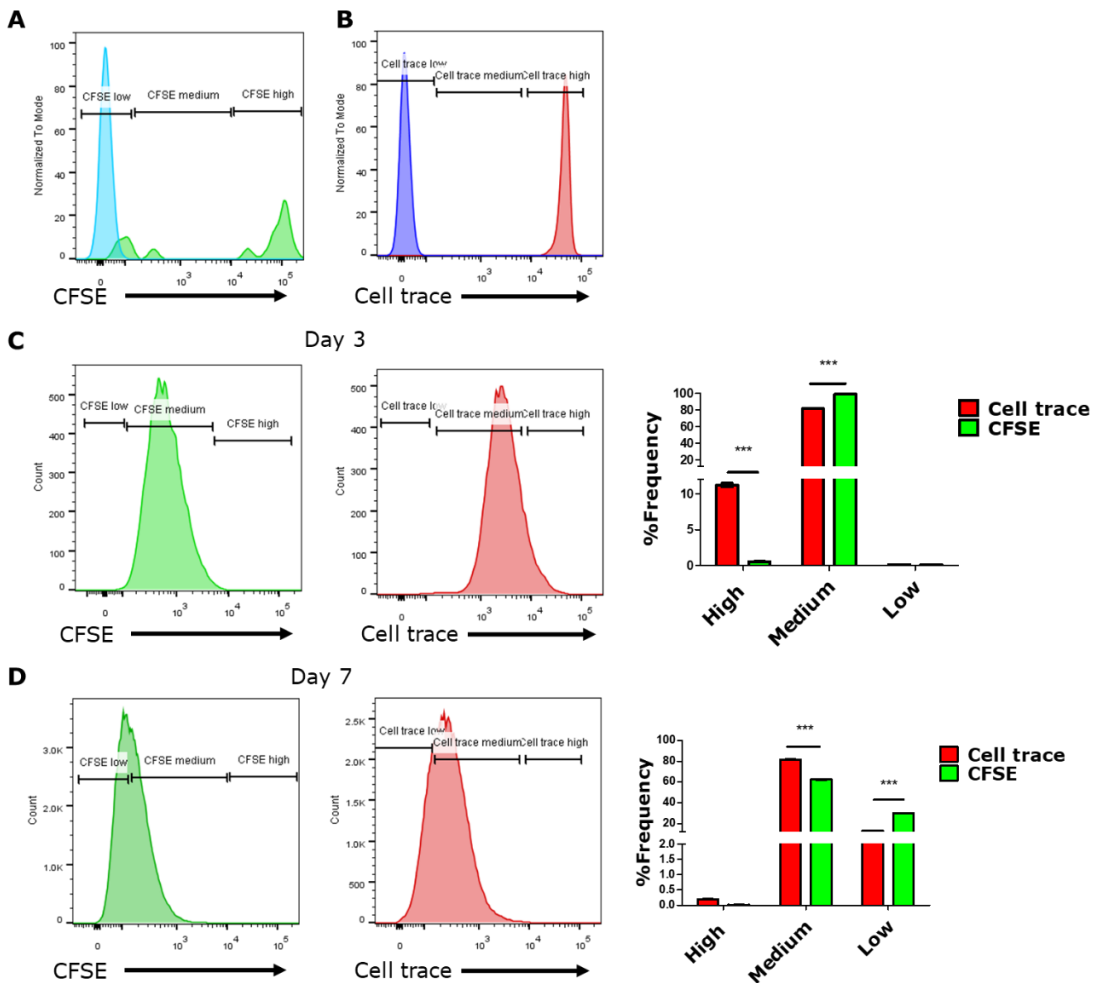 A
B
100
80
60
40
20
0
Normalized To Mode
CFSE low
CFSE medium
CFSE high
0
10³
10⁴
10⁵
CFSE
100
80
60
40
20
0
Normalized To Mode
Cell trace low
Cell trace medium
Cell trace high
0
10³
10⁴
10⁵
Cell trace
C
Day 3
500
400
300
200
100
0
Count
CFSE low
CFSE medium
CFSE high
0
10³
10⁴
10⁵
CFSE
500
400
300
200
100
0
Count
Cell trace low
Cell trace medium
Cell trace high
0
10³
10⁴
10⁵
Cell trace
%Frequency
100
80
60
40
20
10
5
0
***
***
High
Medium
Low
Cell trace
CFSE
D
Day 7
3.0K
2.0K
1.0K
0
Count
CFSE low
CFSE medium
CFSE high
0
10³
10⁴
10⁵
CFSE
2.5K
2.0K
1.5K
1.0K
500
0
Count
Cell trace low
Cell trace medium
Cell trace high
0
10³
10⁴
10⁵
Cell trace
%Frequency
100
80
60
40
20
2.0
1.5
1.0
0.5
0.0
***
***
High
Medium
Low
Cell trace
CFSE